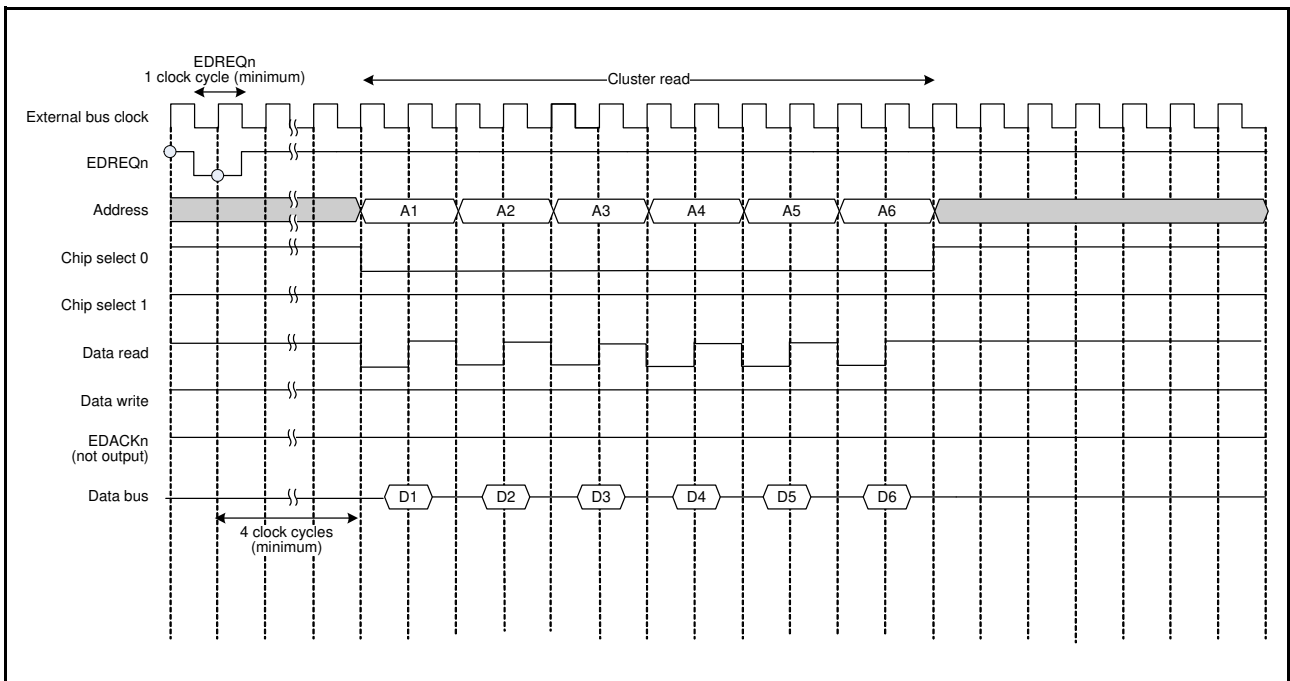 EDREQn
1 clock cycle (minimum)
Cluster read
External bus clock
EDREQn
Address
A1 A2 A3 A4 A5 A6
Chip select 0
Chip select 1
Data read
Data write
EDACKn
(not output)
Data bus
D1 D2 D3 D4 D5 D6
4 clock cycles
(minimum)